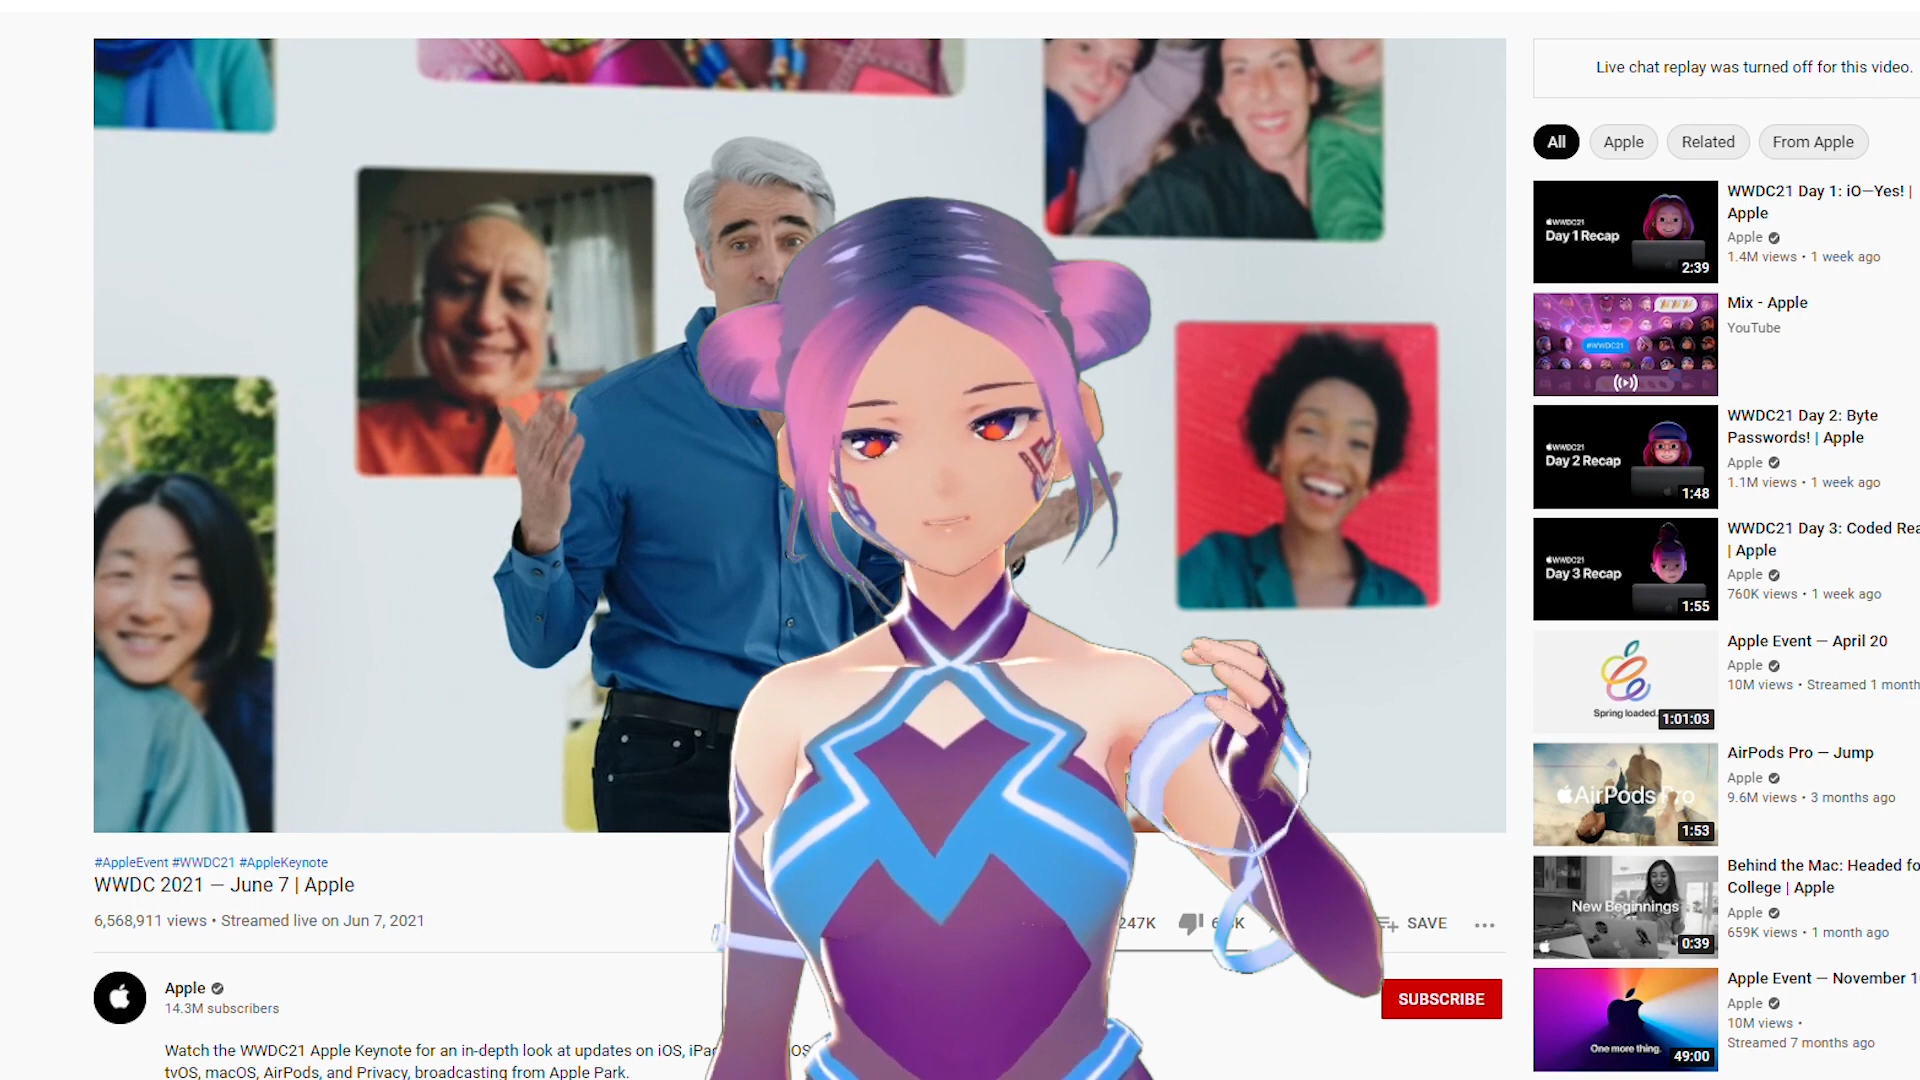 Live chat replay was turned off for this video.
All
Apple
Related
From Apple
WWDC21
Day 1 Recap
2:39
WWDC21 Day 1: iO—Yes! |
Apple
Apple
1.4M views • 1 week ago
#WWDC21
Mix - Apple
YouTube
WWDC21
Day 2 Recap
1:48
WWDC21 Day 2: Byte
Passwords! | Apple
Apple
1.1M views • 1 week ago
WWDC21
Day 3 Recap
1:55
WWDC21 Day 3: Coded Rea
| Apple
Apple
760K views • 1 week ago
Spring loaded.
1:01:03
Apple Event — April 20
Apple
10M views • Streamed 1 month
AirPods Pro
1:53
AirPods Pro — Jump
Apple
9.6M views • 3 months ago
New Beginnings
0:39
Behind the Mac: Headed fo
College | Apple
Apple
659K views • 1 month ago
One more thing.
49:00
Apple Event — November 1
Apple
10M views •
Streamed 7 months ago
#AppleEvent #WWDC21 #AppleKeynote
WWDC 2021 — June 7 | Apple
6,568,911 views • Streamed live on Jun 7, 2021
247K
SAVE
Apple
14.3M subscribers
SUBSCRIBE
Watch the WWDC21 Apple Keynote for an in-depth look at updates on iOS, iPad
tvOS, macOS, AirPods, and Privacy, broadcasting from Apple Park.